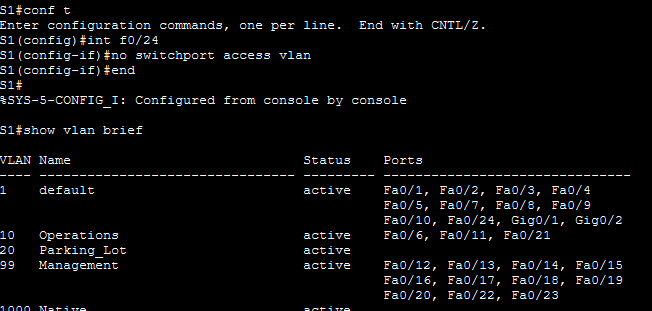 S1#conf t
Enter configuration commands, one per line.  End with CNTL/Z.
S1(config)#int f0/24
S1(config-if)#no switchport access vlan
S1(config-if)#end
S1#
%SYS-5-CONFIG_I: Configured from console by console
S1#show vlan brief
VLAN Name                             Status    Ports
---- -------------------------------- --------- -------------------------------
1    default                          active    Fa0/1, Fa0/2, Fa0/3, Fa0/4
                                                Fa0/5, Fa0/7, Fa0/8, Fa0/9
                                                Fa0/10, Fa0/24, Gig0/1, Gig0/2
10   Operations                       active    Fa0/6, Fa0/11, Fa0/21
20   Parking_Lot                      active
99   Management                       active    Fa0/12, Fa0/13, Fa0/14, Fa0/15
                                                Fa0/16, Fa0/17, Fa0/18, Fa0/19
                                                Fa0/20, Fa0/22, Fa0/23
1000 Native                           active